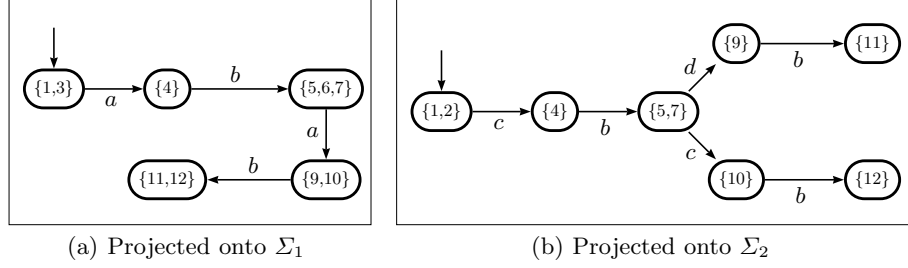 {1,3}
a
{4}
b
{5,6,7}
a
{9,10}
b
{11,12}
(a) Projected onto Σ₁
{1,2}
c
{4}
b
{5,7}
d
{9}
b
{11}
c
{10}
b
{12}
(b) Projected onto Σ₂